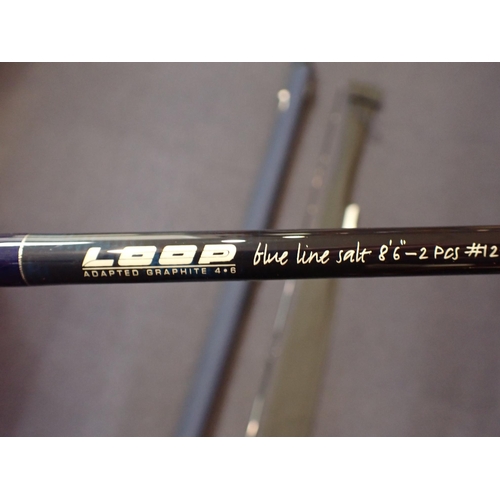 LOOP blue line salt 8'6"-2 PCS #12
ADAPTED GRAPHITE 4•6